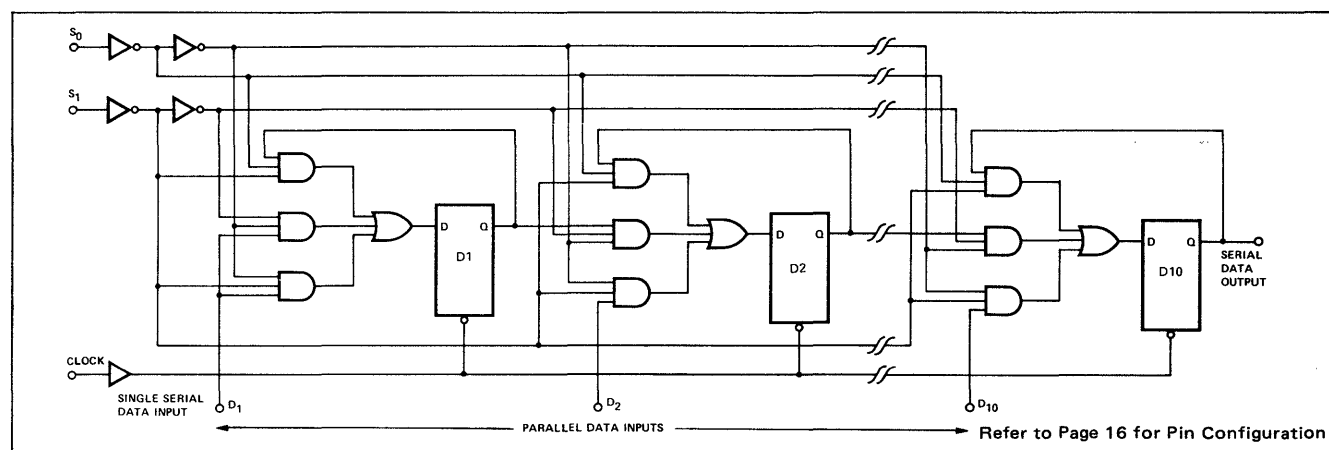 S0
S1
D Q
D1
D Q
D2
D Q
D10
SERIAL
DATA
OUTPUT
CLOCK
SINGLE SERIAL
DATA INPUT
D1
D2
D10
PARALLEL DATA INPUTS
Refer to Page 16 for Pin Configuration